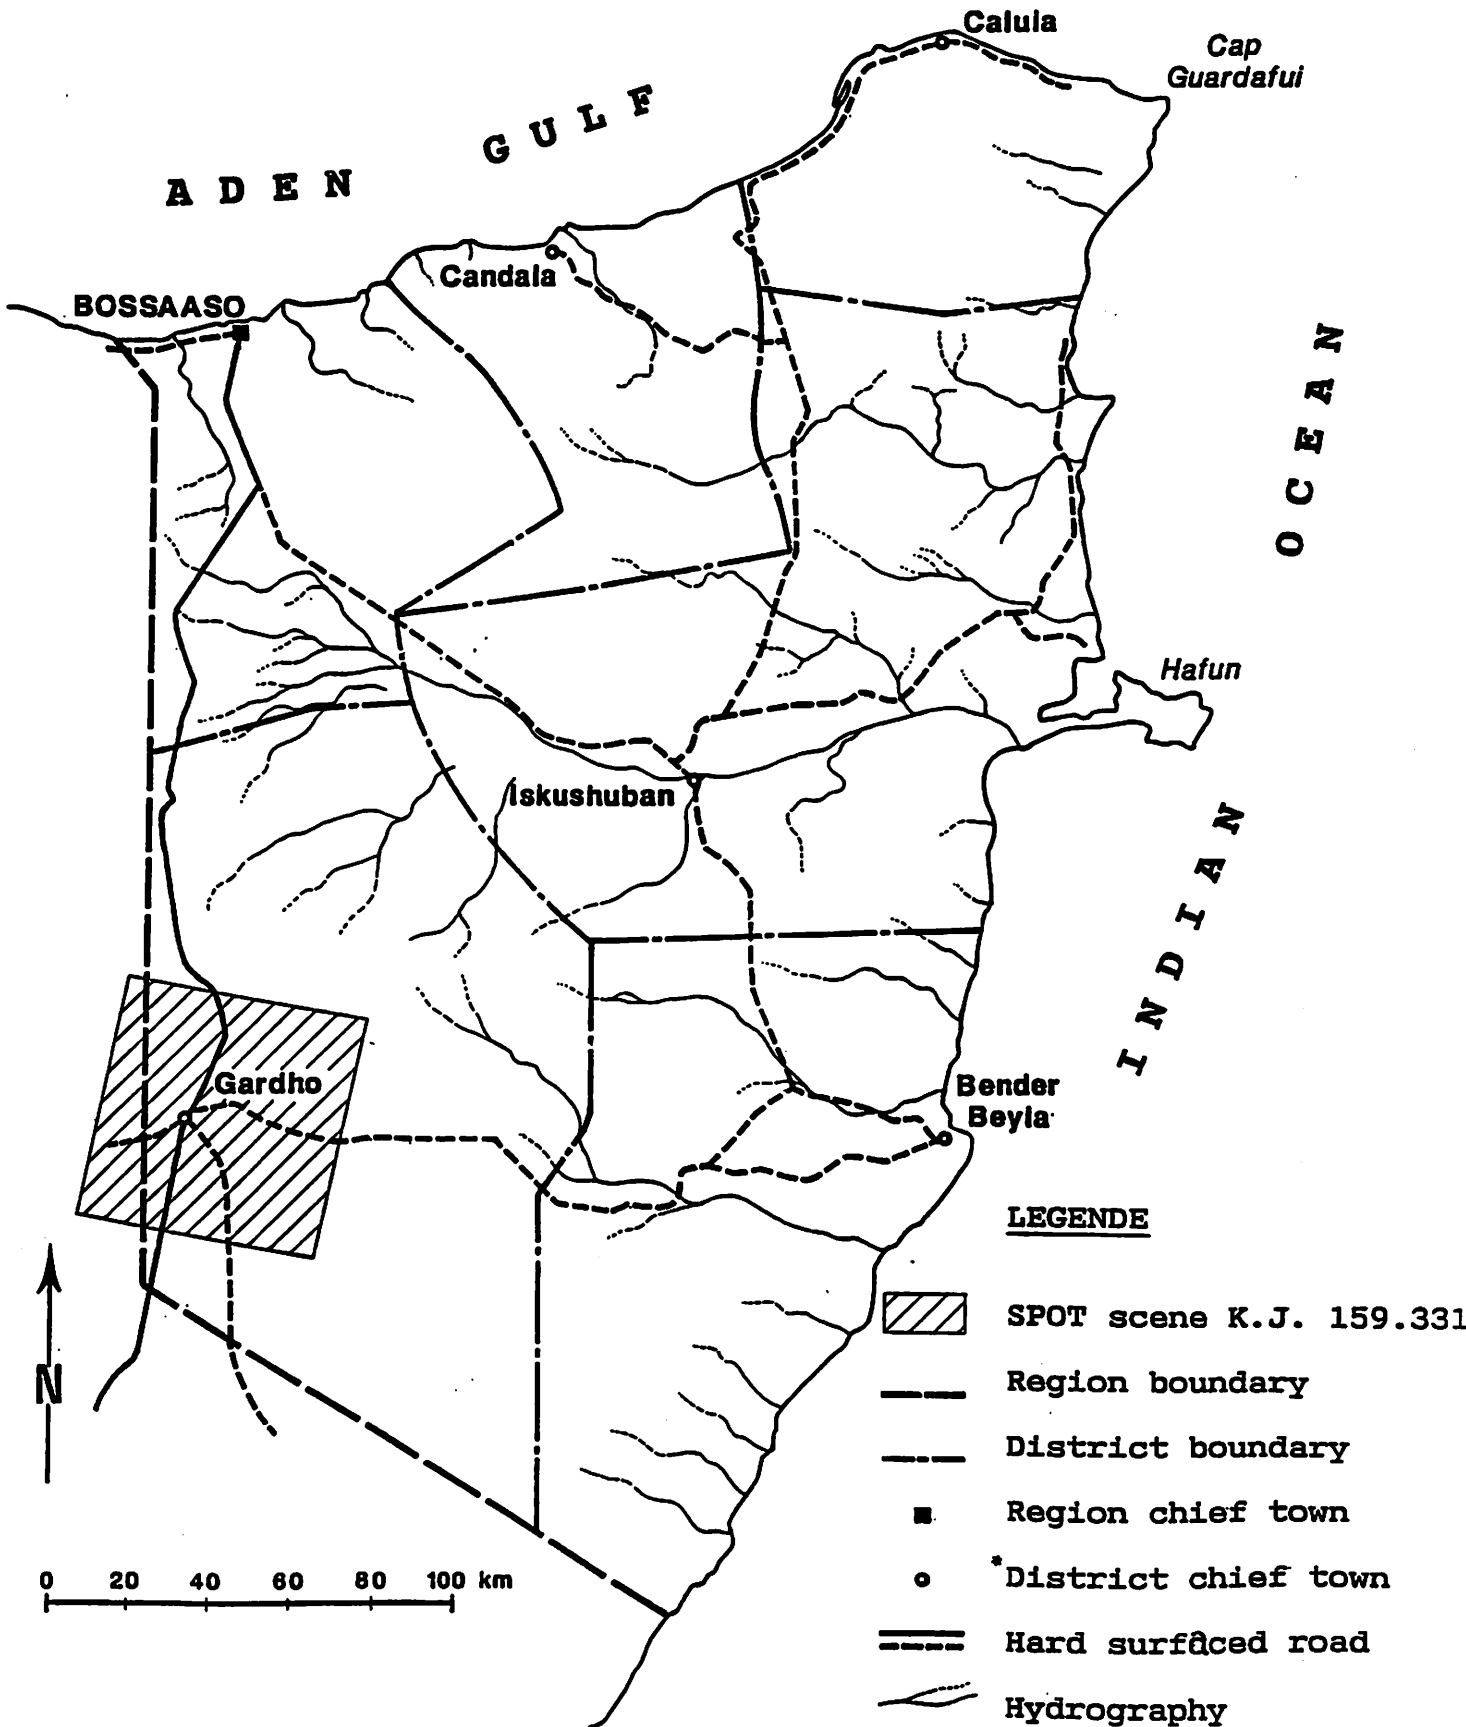 Calula
Cap
Guardafui
ADEN GULF
Candala
BOSSAASO
INDIAN OCEAN
Hafun
Iskushuban
Gardho
Bender
Beyla
LEGENDE
SPOT scene K.J. 159.331
Region boundary
District boundary
Region chief town
*District chief town
Hard surfaced road
Hydrography
N
0 20 40 60 80 100 km